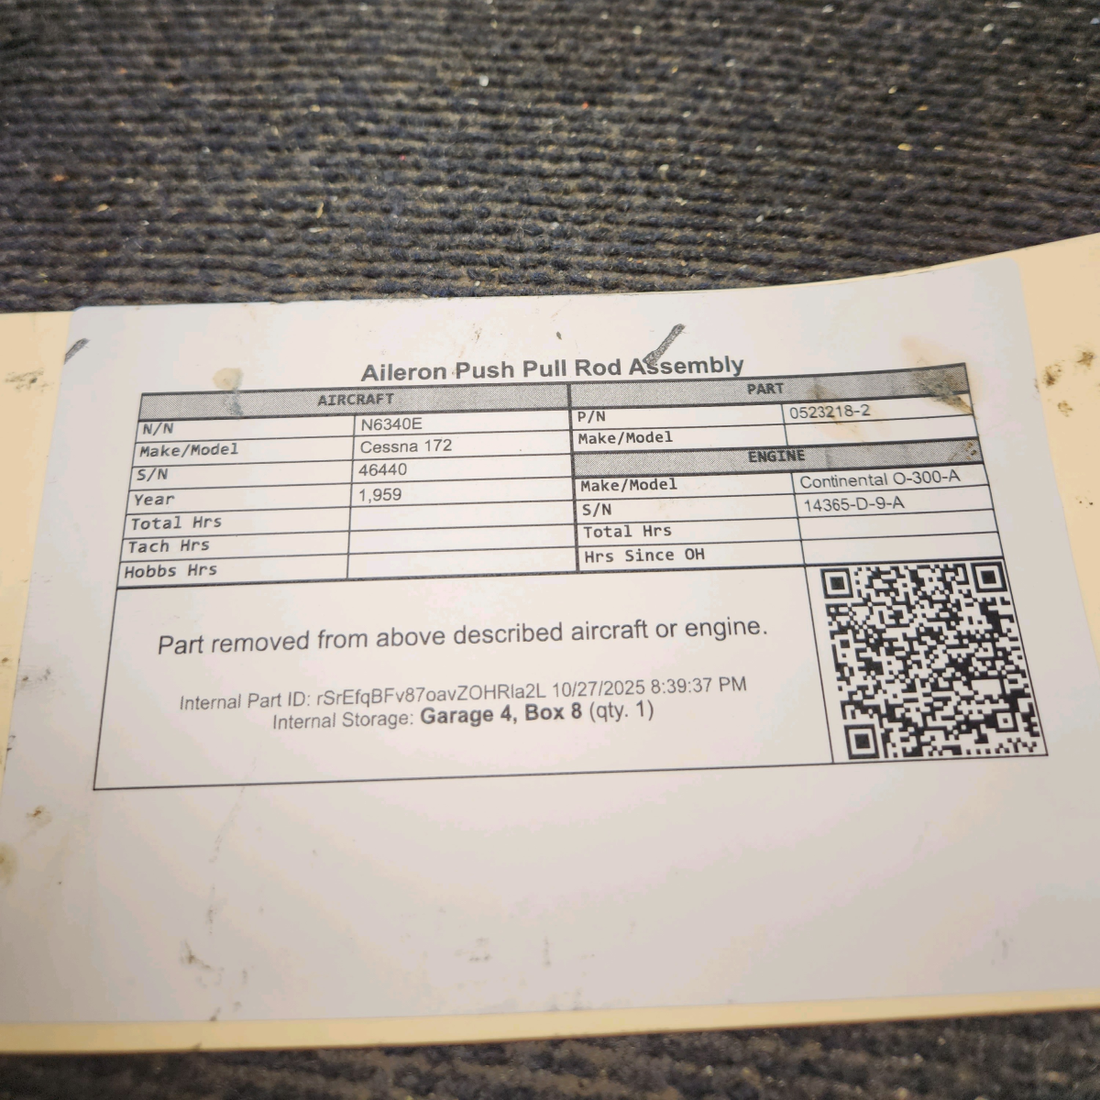 Aileron Push Pull Rod Assembly
AIRCRAFT
N/N N6340E
Make/Model Cessna 172
S/N 46440
Year 1,959
Total Hrs
Tach Hrs
Hobbs Hrs
PART
P/N 0523218-2
Make/Model
ENGINE
Make/Model Continental O-300-A
S/N 14365-D-9-A
Total Hrs
Hrs Since OH
Part removed from above described aircraft or engine.
Internal Part ID: rSrEfqBFv87oavZOHRla2L 10/27/2025 8:39:37 PM
Internal Storage: Garage 4, Box 8 (qty. 1)